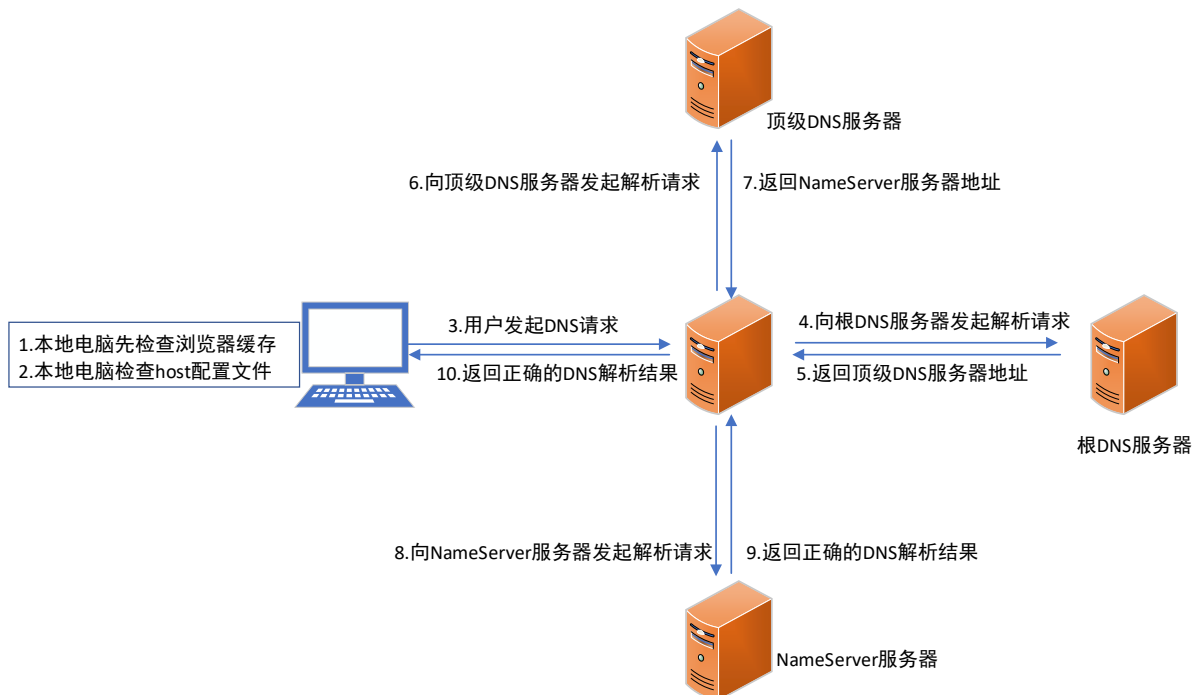 顶级DNS服务器
6.向顶级DNS服务器发起解析请求
7.返回NameServer服务器地址
1.本地电脑先检查浏览器缓存
2.本地电脑检查host配置文件
3.用户发起DNS请求
10.返回正确的DNS解析结果
4.向根DNS服务器发起解析请求
5.返回顶级DNS服务器地址
根DNS服务器
8.向NameServer服务器发起解析请求
9.返回正确的DNS解析结果
NameServer服务器